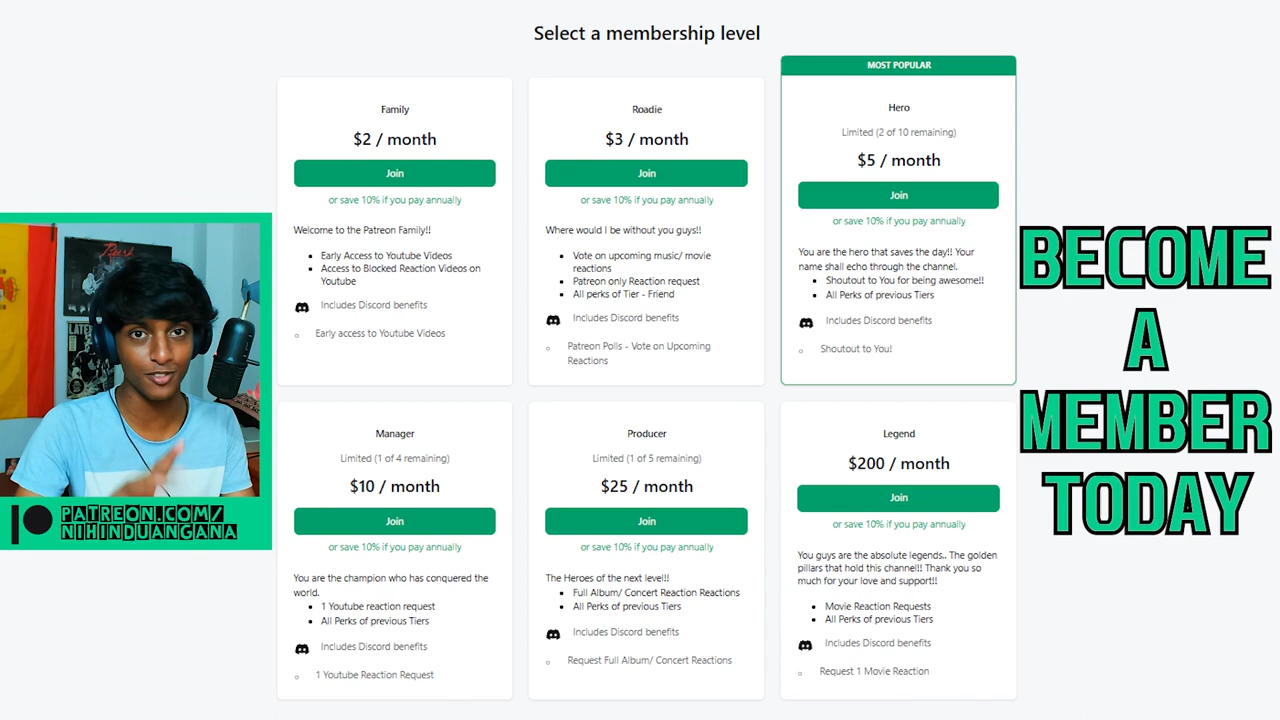 Select a membership level
Family
$2 / month
Join
or save 10% if you pay annually
Welcome to the Patreon Family!!
Early Access to Youtube Videos
Access to Blocked Reaction Videos on
Youtube
Includes Discord benefits
Early access to Youtube Videos
Roadie
$3 / month
Join
or save 10% if you pay annually
Where would I be without you guys!!
Vote on upcoming music/ movie
reactions
Patreon only Reaction request
All perks of Tier - Friend
Includes Discord benefits
Patreon Polls - Vote on Upcoming
Reactions
MOST POPULAR
Hero
Limited (2 of 10 remaining)
$5 / month
Join
or save 10% if you pay annually
You are the hero that saves the day!! Your
name shall echo through the channel.
Shoutout to You for being awesome!!
All Perks of previous Tiers
Includes Discord benefits
Shoutout to You!
Manager
Limited (1 of 4 remaining)
$10 / month
Join
or save 10% if you pay annually
You are the champion who has conquered the
world.
1 Youtube reaction request
All Perks of previous Tiers
Includes Discord benefits
1 Youtube Reaction Request
Producer
Limited (1 of 5 remaining)
$25 / month
Join
or save 10% if you pay annually
The Heroes of the next level!!
Full Album/ Concert Reaction Reactions
All Perks of previous Tiers
Includes Discord benefits
Request Full Album/ Concert Reactions
Legend
$200 / month
Join
or save 10% if you pay annually
You guys are the absolute legends.. The golden
pillars that hold this channel!! Thank you so
much for your love and support!!
Movie Reaction Requests
All Perks of previous Tiers
Includes Discord benefits
Request 1 Movie Reaction
PATREON.COM/
NIHINDUANGANA
BECOME
A
MEMBER
TODAY